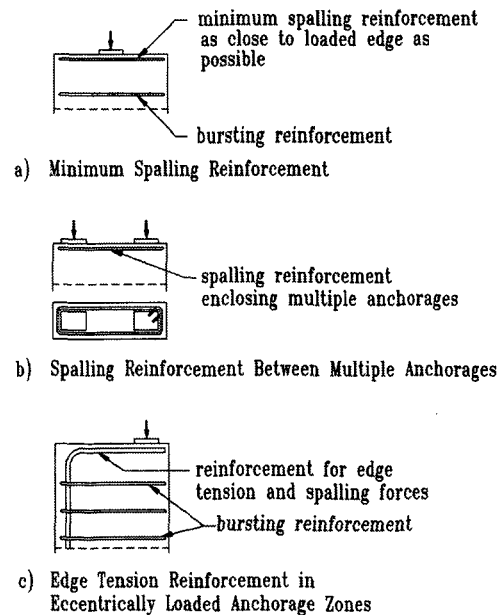 minimum spalling reinforcement
as close to loaded edge as
possible
bursting reinforcement
a) Minimum Spalling Reinforcement
spalling reinforcement
enclosing multiple anchorages
b) Spalling Reinforcement Between Multiple Anchorages
reinforcement for edge
tension and spalling forces
bursting reinforcement
c) Edge Tension Reinforcement in
Eccentrically Loaded Anchorage Zones